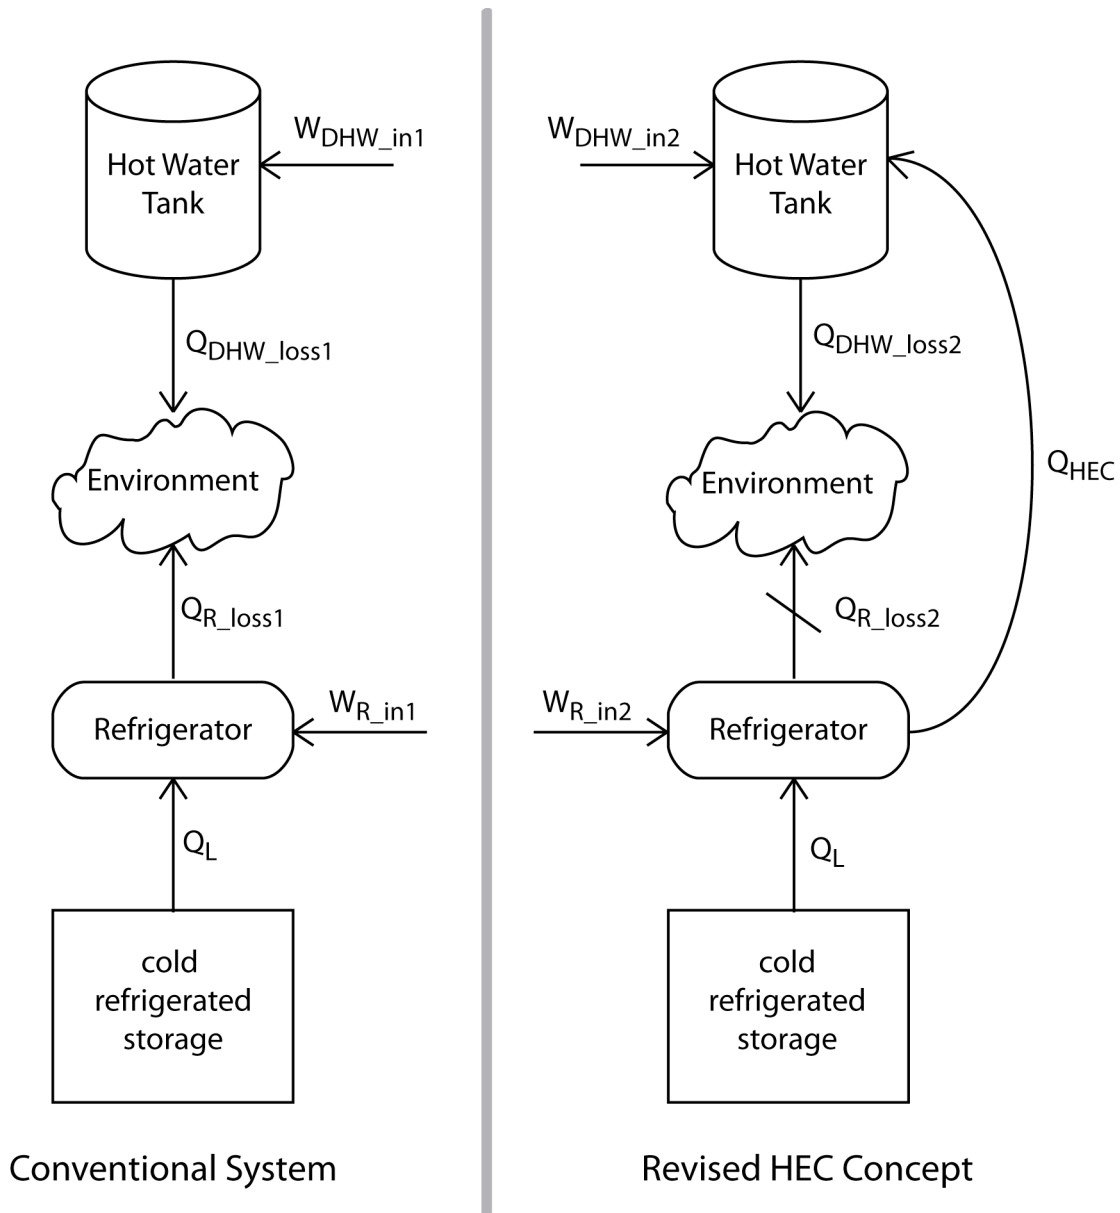 W_DHW_in1
Hot Water
Tank
Q_DHW_loss1
Environment
Q_R_loss1
W_R_in1
Refrigerator
Q_L
cold
refrigerated
storage
Conventional System
W_DHW_in2
Hot Water
Tank
Q_DHW_loss2
Environment
Q_HEC
Q_R_loss2
W_R_in2
Refrigerator
Q_L
cold
refrigerated
storage
Revised HEC Concept